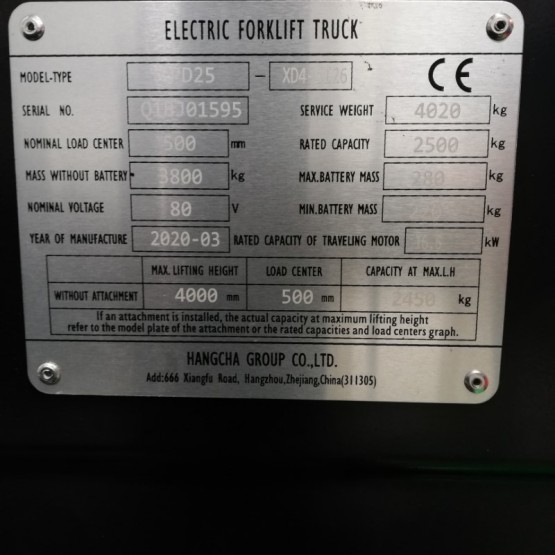 ELECTRIC FORKLIFT TRUCK
MODEL-TYPE D25 - XD4 CE
SERIAL NO. SERVICE WEIGHT 4020 kg
NOMINAL LOAD CENTER 500 mm RATED CAPACITY 2500 kg
MASS WITHOUT BATTERY 3800 kg MAX.BATTERY MASS 280 kg
NOMINAL VOLTAGE 80 V MIN.BATTERY MASS kg
YEAR OF MANUFACTURE 2020-03 RATED CAPACITY OF TRAVELING MOTOR kW
MAX. LIFTING HEIGHT LOAD CENTER CAPACITY AT MAX.L.H
WITHOUT ATTACHMENT 4000 mm 500 mm 2450 kg
If an attachment is installed, the actual capacity at maximum lifting height
refer to the model plate of the attachment or the rated capacities and load centers graph.
HANGCHA GROUP CO.,LTD.
Add:666 Xiangfu Road, Hangzhou,Zhejiang,China(311305)